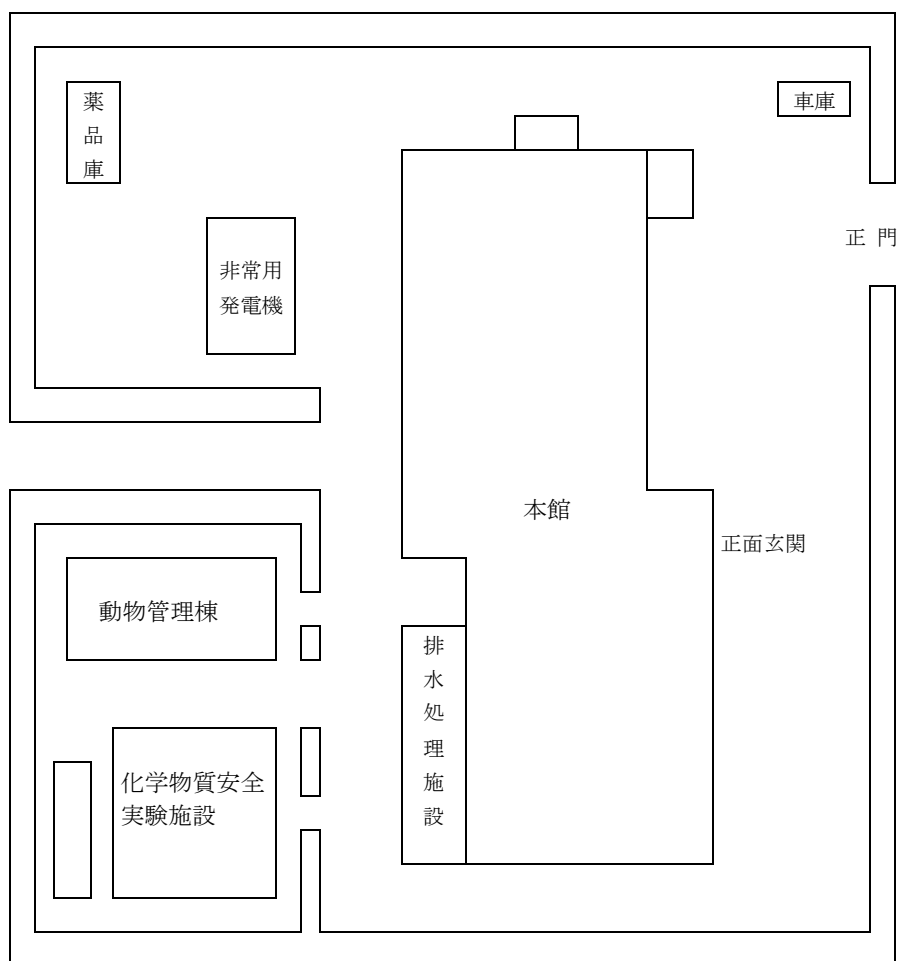 薬品庫
車庫
正 門
非常用
発電機
本館
正面玄関
動物管理棟
排水処理施設
化学物質安全
実験施設